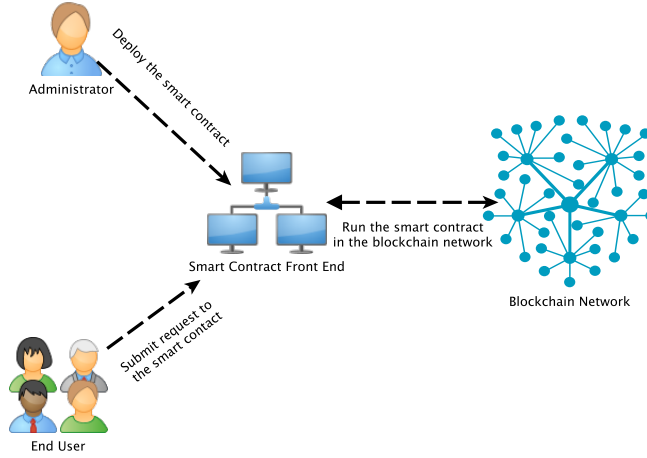 Deploy the smart contract
Administrator
Run the smart contract
in the blockchain network
Smart Contract Front End
Blockchain Network
Submit request to
the smart contact
End User